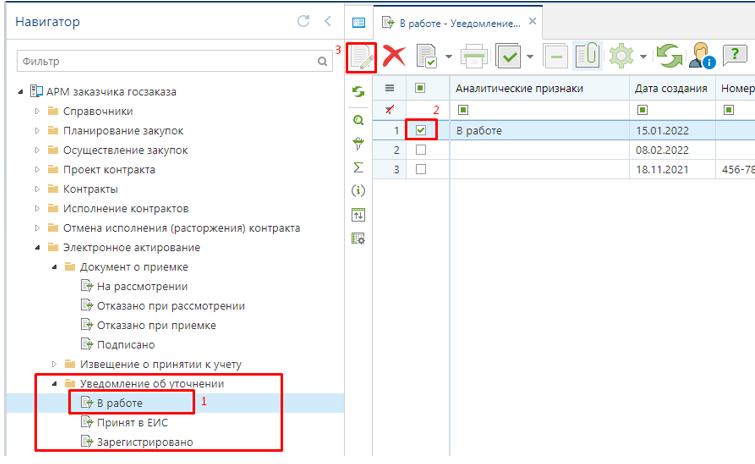 Навигатор
Фильтр
АРМ заказчика госзаказа
Справочники
Планирование закупок
Осуществление закупок
Проект контракта
Контракты
Исполнение контрактов
Отмена исполнения (расторжения) контракта
Электронное актирование
Документ о приемке
На рассмотрении
Отказано при рассмотрении
Отказано при приемке
Подписано
Извещение о принятии к учету
Уведомление об уточнении
В работе 1
Принят в ЕИС
Зарегистрировано
В работе - Уведомление...
3
Аналитические признаки Дата создания Номер
2
1 В работе 15.01.2022
2 08.02.2022
3 18.11.2021 456-78